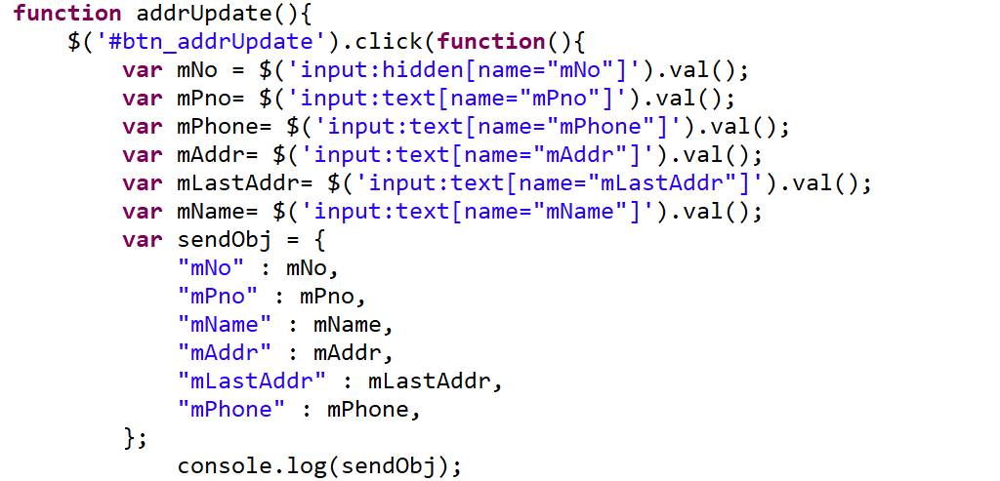 function addrUpdate(){
    $('#btn_addrUpdate').click(function(){
        var mNo = $('input:hidden[name="mNo"]').val();
        var mPno= $('input:text[name="mPno"]').val();
        var mPhone= $('input:text[name="mPhone"]').val();
        var mAddr= $('input:text[name="mAddr"]').val();
        var mLastAddr= $('input:text[name="mLastAddr"]').val();
        var mName= $('input:text[name="mName"]').val();
        var sendObj = {
            "mNo" : mNo,
            "mPno" : mPno,
            "mName" : mName,
            "mAddr" : mAddr,
            "mLastAddr" : mLastAddr,
            "mPhone" : mPhone,
        };
            console.log(sendObj);